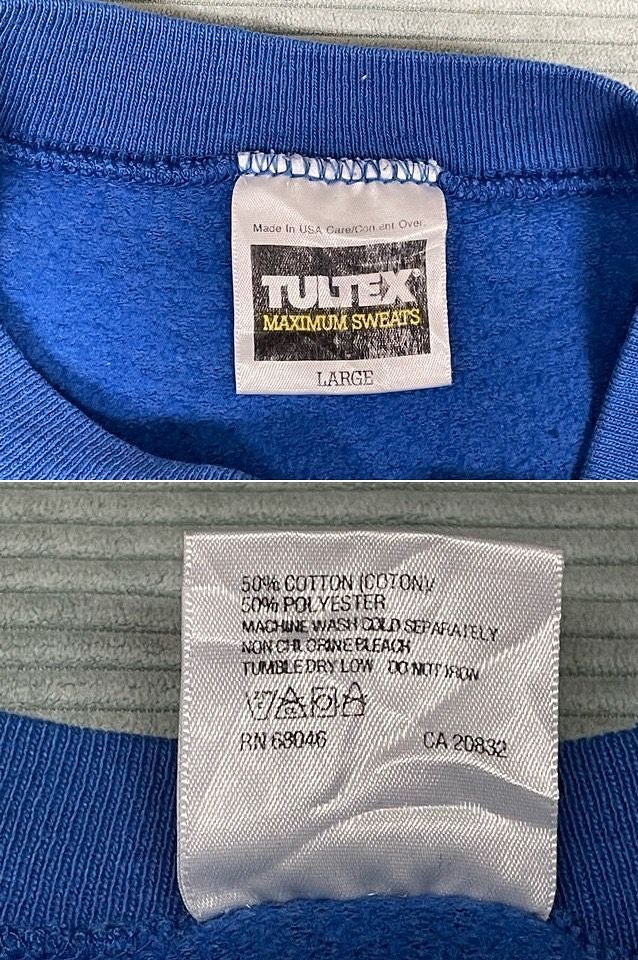 Made In USA Care/Content Over.
TULTEX®
MAXIMUM SWEATS
LARGE
50% COTTON (COTON)/
50% POLYESTER
MACHINE WASH COLD SEPARATELY
NON CHLORINE BLEACH
TUMBLE DRY LOW DO NOT IRON
RN 68046 CA 20832